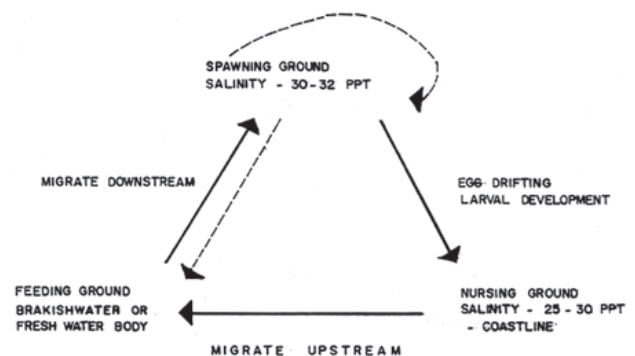 SPAWNING GROUND
SALINITY - 30-32 PPT
MIGRATE DOWNSTREAM
EGG DRIFTING
LARVAL DEVELOPMENT
FEEDING GROUND
BRAKISHWATER OR
FRESH WATER BODY
NURSING GROUND
SALINITY - 25 - 30 PPT
- COASTLINE
MIGRATE UPSTREAM